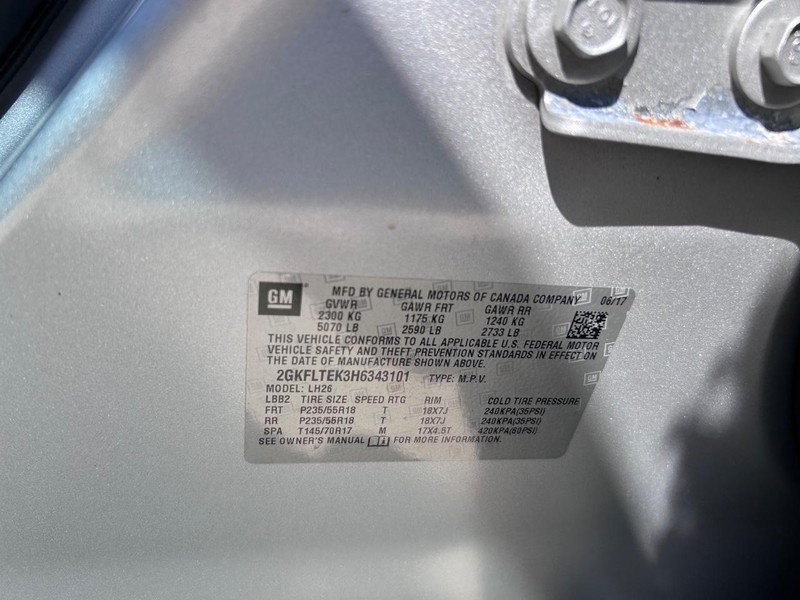 GM
MFD BY GENERAL MOTORS OF CANADA COMPANY 06/17
GVWR GAWR FRT GAWR RR
2300 KG 1175 KG 1240 KG
5070 LB 2590 LB 2733 LB
THIS VEHICLE CONFORMS TO ALL APPLICABLE U.S. FEDERAL MOTOR
VEHICLE SAFETY AND THEFT PREVENTION STANDARDS IN EFFECT ON
THE DATE OF MANUFACTURE SHOWN ABOVE.
2GKFLTEK3H6343101 TYPE: M.P.V.
MODEL: LH26
LBB2 TIRE SIZE SPEED RTG RIM COLD TIRE PRESSURE
FRT P235/55R18 T 18X7J 240KPA(35PSI)
RR P235/55R18 T 18X7J 240KPA(35PSI)
SPA T145/70R17 M 17X4.5T 420KPA(60PSI)
SEE OWNER'S MANUAL FOR MORE INFORMATION.